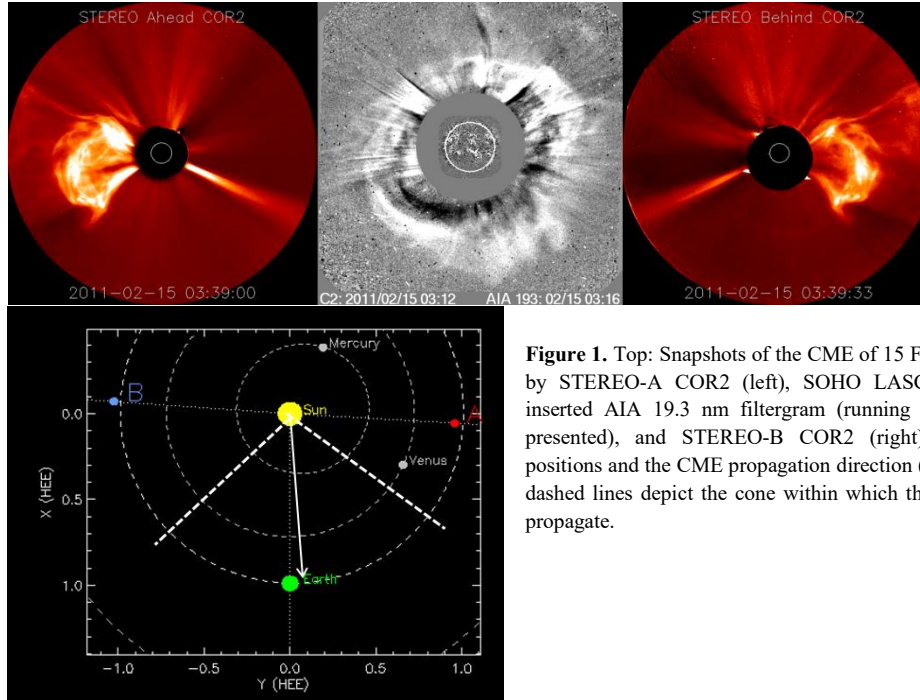 STEREO Ahead COR2
STEREO Behind COR2
2011-02-15 03:39:00
C2: 2011/02/15 03:12
AIA 193: 02/15 03:16
2011-02-15 03:39:33
Mercury
B
0.0
Sun
A
Venus
0.5
X (HEE)
1.0
Earth
-1.0
-0.5
0.0
0.5
1.0
Y (HEE)
Figure 1. Top: Snapshots of the CME of 15 F
by STEREO-A COR2 (left), SOHO LASC
inserted AIA 19.3 nm filtergram (running
presented), and STEREO-B COR2 (right)
positions and the CME propagation direction (
dashed lines depict the cone within which th
propagate.